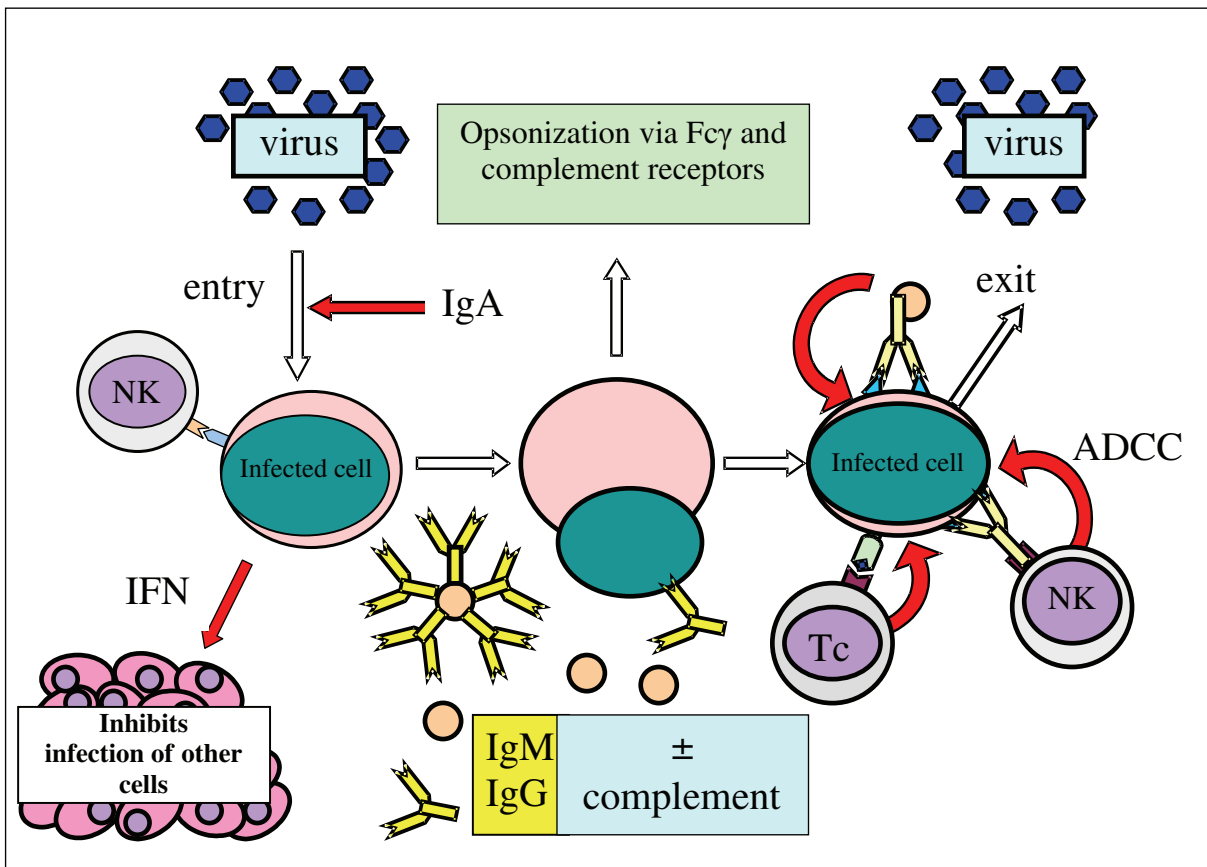 virus
Opsonization via Fcγ and
complement receptors
virus
entry
IgA
exit
NK
Infected cell
Infected cell
ADCC
IFN
NK
Tc
Inhibits
infection of other
cells
IgM
IgG
±
complement